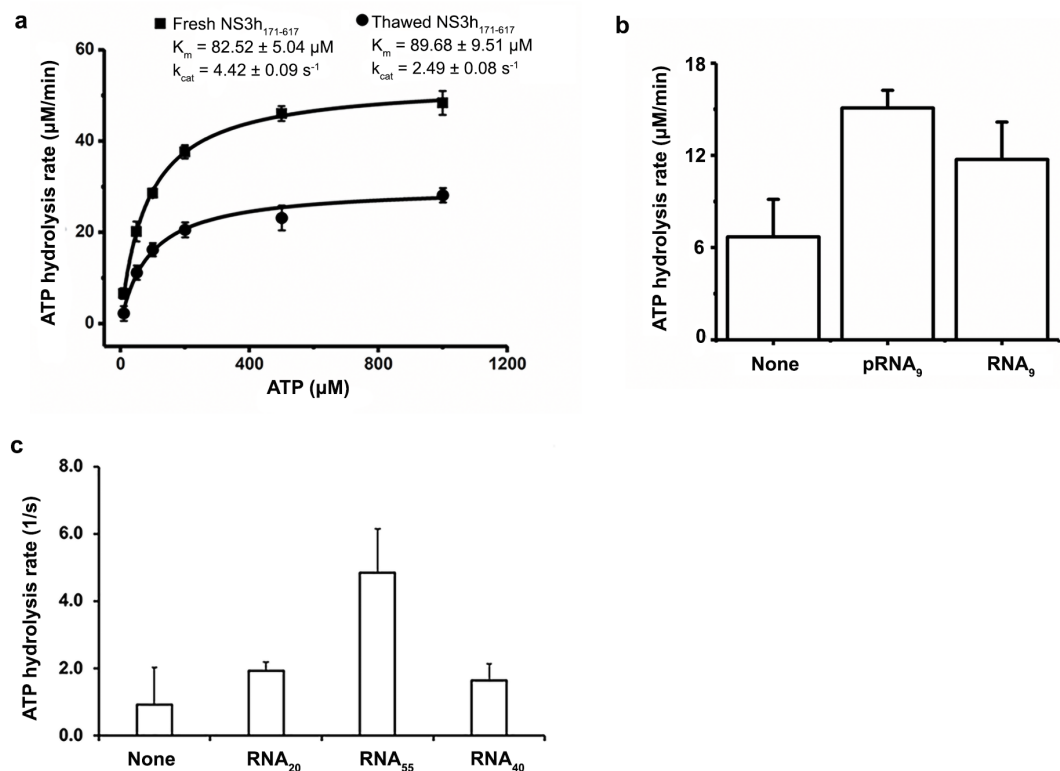 a
■ Fresh NS3h171-617
Km = 82.52 ± 5.04 µM
kcat = 4.42 ± 0.09 s-1
● Thawed NS3h171-617
Km = 89.68 ± 9.51 µM
kcat = 2.49 ± 0.08 s-1
ATP hydrolysis rate (µM/min)
60
40
20
0
0 400 800 1200
ATP (µM)
b
ATP hydrolysis rate (µM/min)
18
12
6
0
None pRNA9 RNA9
c
ATP hydrolysis rate (1/s)
8.0
6.0
4.0
2.0
0.0
None RNA20 RNA55 RNA40